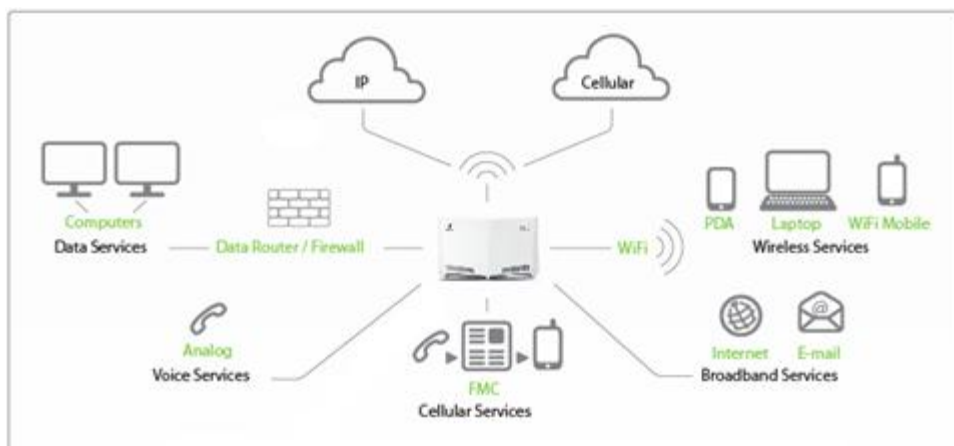 IP
Cellular
Computers
Data Services
Data Router / Firewall
WiFi
PDA
Laptop
WiFi Mobile
Wireless Services
Analog
Voice Services
FMC
Cellular Services
Internet
E-mail
Broadband Services